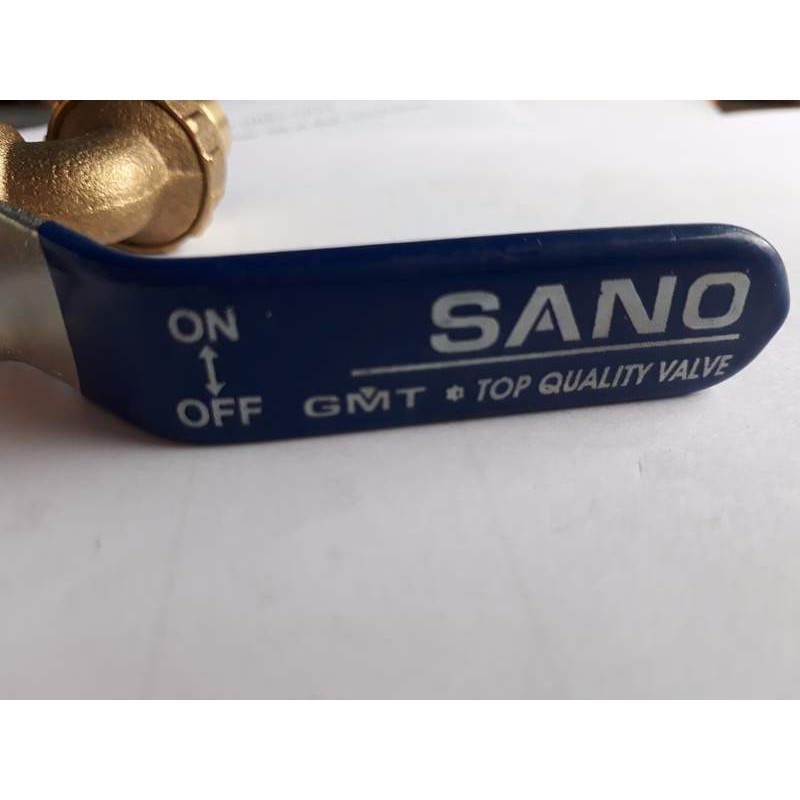 SANO
ON
OFF
GMT TOP QUALITY VALVE